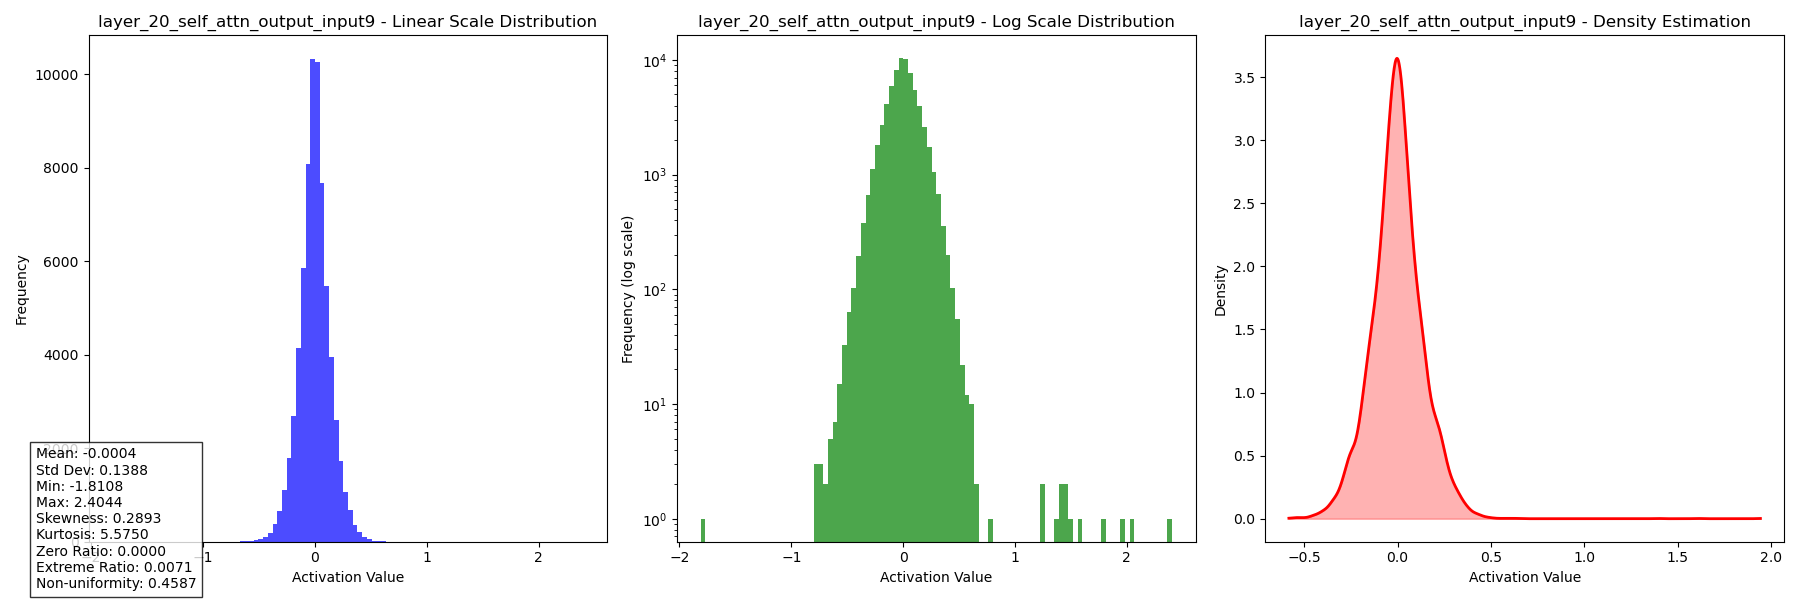 layer_20_self_attn_output_input9 - Linear Scale Distribution
10000
8000
6000
4000
2000
0
Frequency
−2
−1
0
1
2
Activation Value
Mean: -0.0004
Std Dev: 0.1388
Min: -1.8108
Max: 2.4044
Skewness: 0.2893
Kurtosis: 5.5750
Zero Ratio: 0.0000
Extreme Ratio: 0.0071
Non-uniformity: 0.4587
layer_20_self_attn_output_input9 - Log Scale Distribution
10⁴
10³
10²
10¹
10⁰
Frequency (log scale)
−2
−1
0
1
2
Activation Value
layer_20_self_attn_output_input9 - Density Estimation
3.5
3.0
2.5
2.0
1.5
1.0
0.5
0.0
Density
−0.5
0.0
0.5
1.0
1.5
2.0
Activation Value